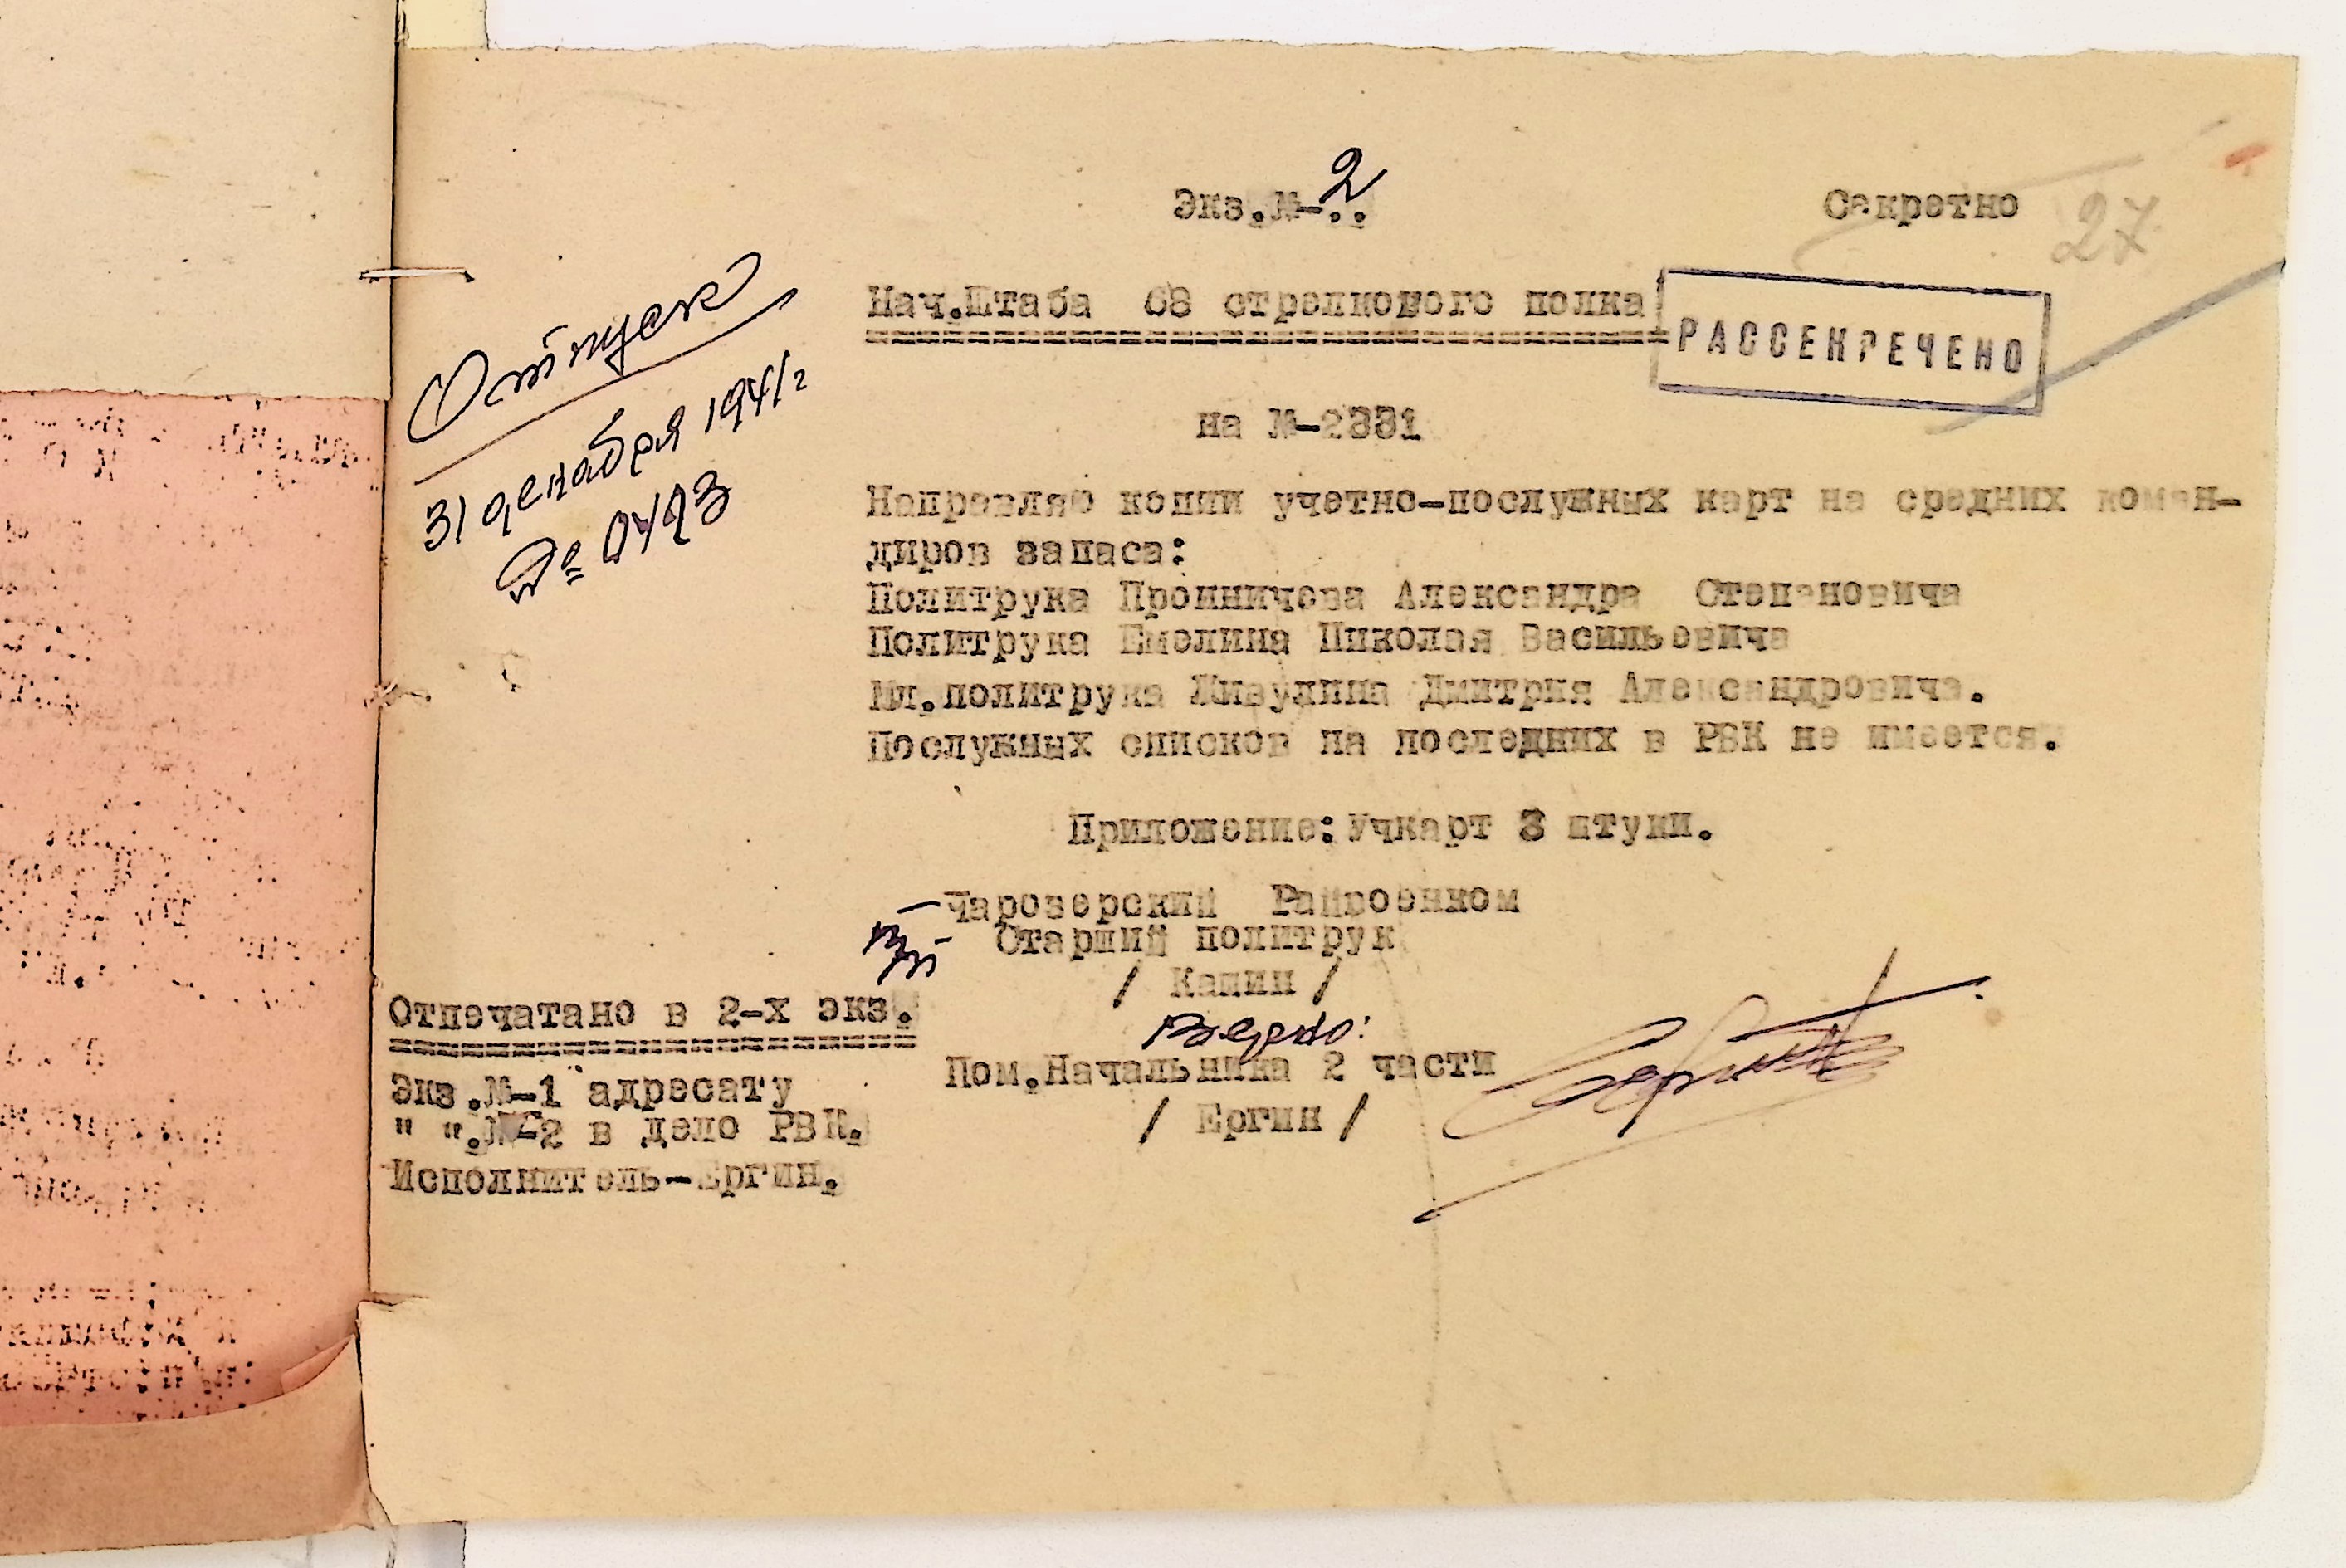 Экз.№-2..
Секретно
27
Отпуск
31 декабря 1941 г
№ 0493
Нач.Штаба 68 стрелкового полка
РАССЕКРЕЧЕНО
на №-2331
Направляю копии учетно-послужных карт на средних коман-
диров запаса:
Политрука Пронничева Александра Степановича
Политрука Емелина Николая Васильевича
Мл.политрука Живулина Дмитрия Александровича.
Послужных списков на последних в РВК не имеется.
Приложение: Учкарт 3 штуки.
Чарозерский Райвоенком
Старший политрук
/ Капин /
Верно:
Пом.Начальника 2 части
/ Ергин /
Отпечатано в 2-х экз.
Экз.№-1 адресату
" ".№-2 в дело РВК.
Исполнитель-Ергин.